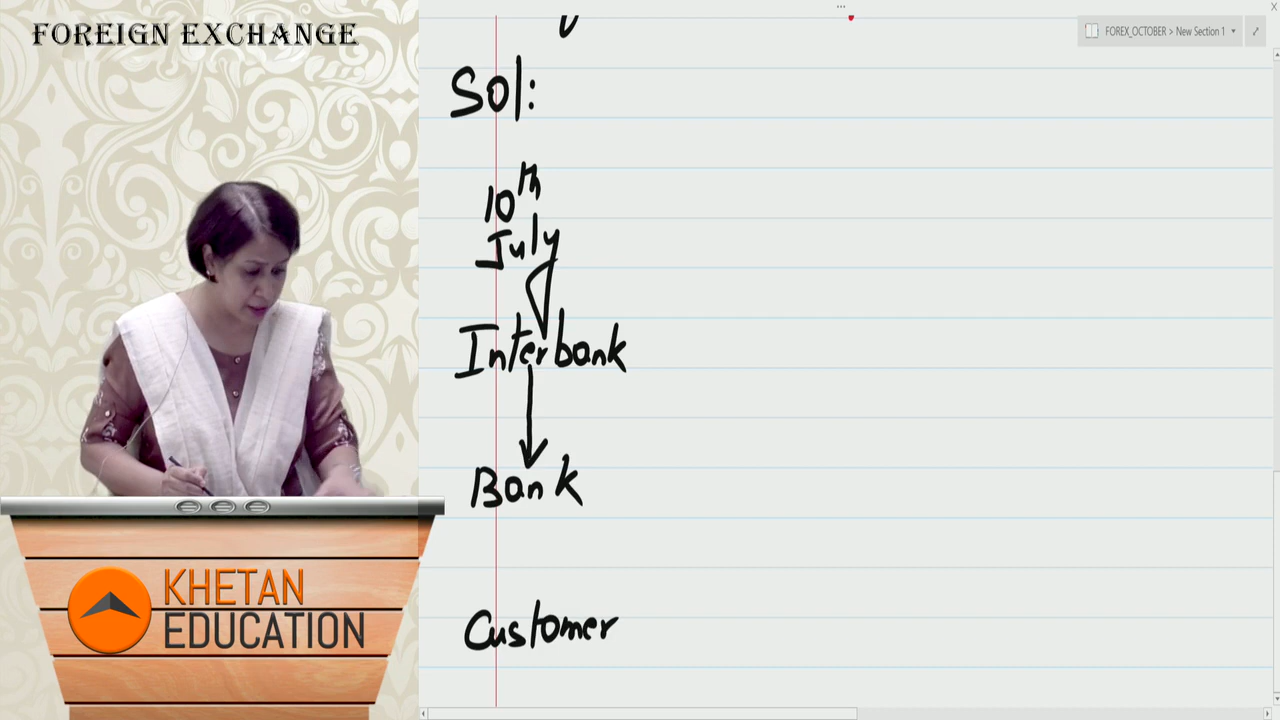 FOREIGN EXCHANGE
FOREX_OCTOBER > New Section 1
Sol:
10th
July
Interbank
Bank
Customer
KHETAN
EDUCATION